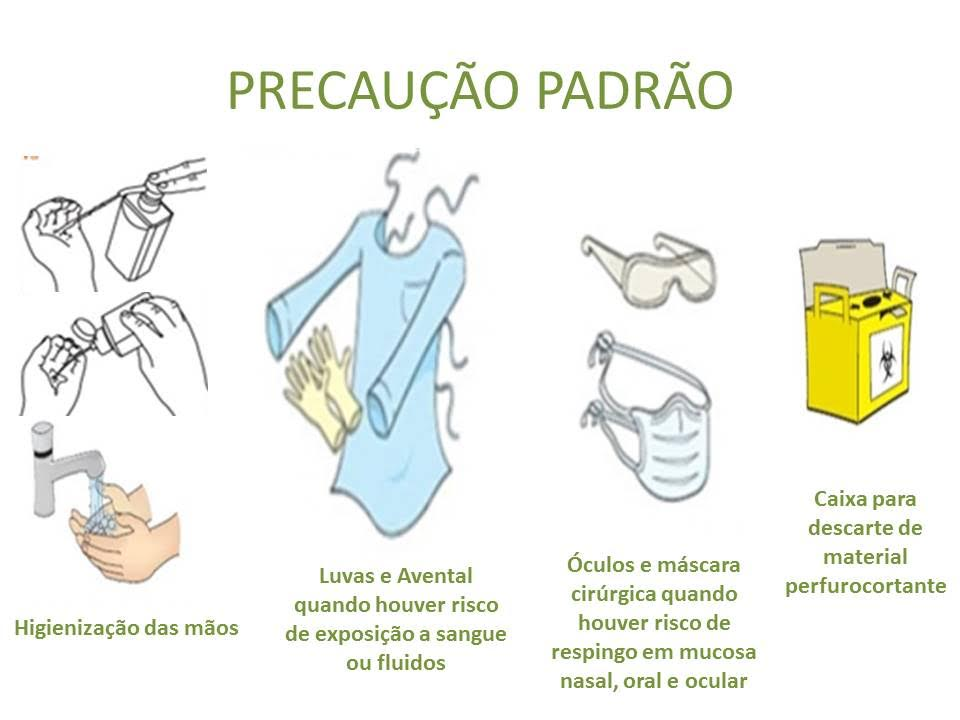 PRECAUÇÃO PADRÃO
Higienização das mãos
Luvas e Avental
quando houver risco
de exposição a sangue
ou fluidos
Óculos e máscara
cirúrgica quando
houver risco de
respingo em mucosa
nasal, oral e ocular
Caixa para
descarte de
material
perfurocortante